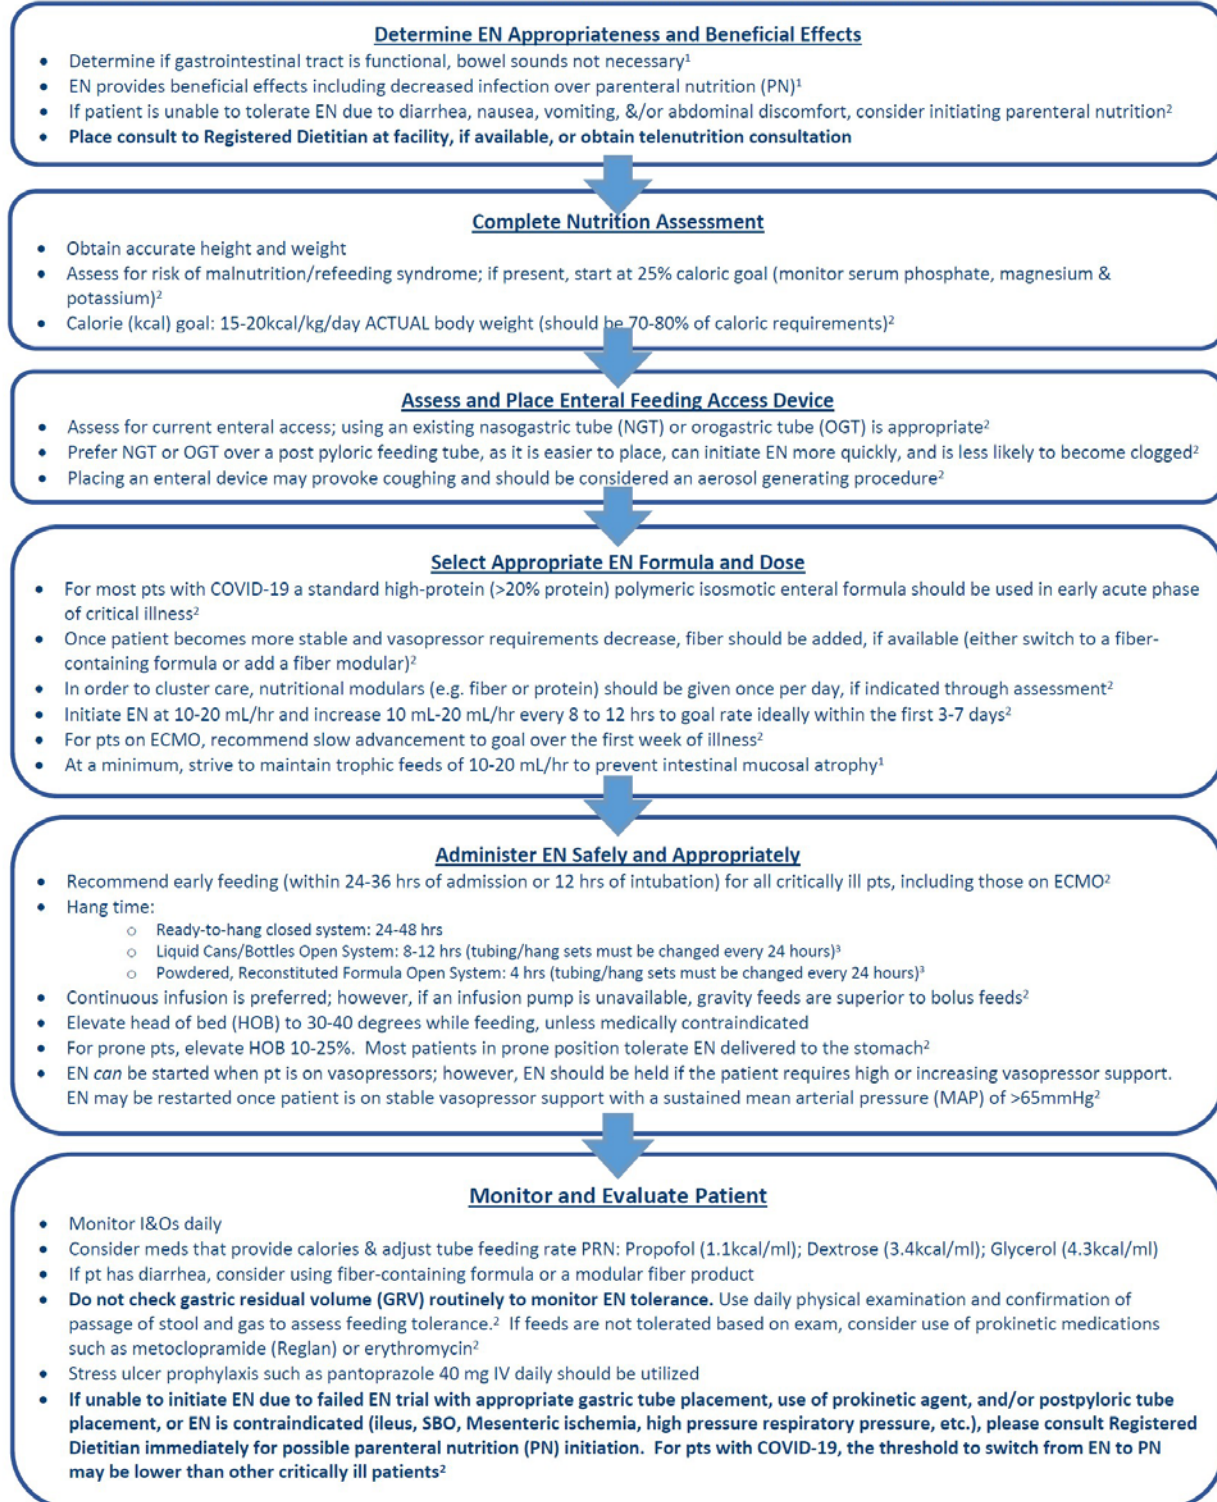 Determine EN Appropriateness and Beneficial Effects
• Determine if gastrointestinal tract is functional, bowel sounds not necessary¹
• EN provides beneficial effects including decreased infection over parenteral nutrition (PN)¹
• If patient is unable to tolerate EN due to diarrhea, nausea, vomiting, &/or abdominal discomfort, consider initiating parenteral nutrition²
• Place consult to Registered Dietitian at facility, if available, or obtain telenutrition consultation
Complete Nutrition Assessment
• Obtain accurate height and weight
• Assess for risk of malnutrition/refeeding syndrome; if present, start at 25% caloric goal (monitor serum phosphate, magnesium &
potassium)²
• Calorie (kcal) goal: 15-20kcal/kg/day ACTUAL body weight (should be 70-80% of caloric requirements)²
Assess and Place Enteral Feeding Access Device
• Assess for current enteral access; using an existing nasogastric tube (NGT) or orogastric tube (OGT) is appropriate²
• Prefer NGT or OGT over a post pyloric feeding tube, as it is easier to place, can initiate EN more quickly, and is less likely to become clogged²
• Placing an enteral device may provoke coughing and should be considered an aerosol generating procedure²
Select Appropriate EN Formula and Dose
• For most pts with COVID-19 a standard high-protein (>20% protein) polymeric isosmotic enteral formula should be used in early acute phase
of critical illness²
• Once patient becomes more stable and vasopressor requirements decrease, fiber should be added, if available (either switch to a fiber-
containing formula or add a fiber modular)²
• In order to cluster care, nutritional modulars (e.g. fiber or protein) should be given once per day, if indicated through assessment²
• Initiate EN at 10-20 mL/hr and increase 10 mL-20 mL/hr every 8 to 12 hrs to goal rate ideally within the first 3-7 days²
• For pts on ECMO, recommend slow advancement to goal over the first week of illness²
• At a minimum, strive to maintain trophic feeds of 10-20 mL/hr to prevent intestinal mucosal atrophy¹
Administer EN Safely and Appropriately
• Recommend early feeding (within 24-36 hrs of admission or 12 hrs of intubation) for all critically ill pts, including those on ECMO²
• Hang time:
○ Ready-to-hang closed system: 24-48 hrs
○ Liquid Cans/Bottles Open System: 8-12 hrs (tubing/hang sets must be changed every 24 hours)³
○ Powdered, Reconstituted Formula Open System: 4 hrs (tubing/hang sets must be changed every 24 hours)³
• Continuous infusion is preferred; however, if an infusion pump is unavailable, gravity feeds are superior to bolus feeds²
• Elevate head of bed (HOB) to 30-40 degrees while feeding, unless medically contraindicated
• For prone pts, elevate HOB 10-25%. Most patients in prone position tolerate EN delivered to the stomach²
• EN can be started when pt is on vasopressors; however, EN should be held if the patient requires high or increasing vasopressor support.
EN may be restarted once patient is on stable vasopressor support with a sustained mean arterial pressure (MAP) of >65mmHg²
Monitor and Evaluate Patient
• Monitor I&Os daily
• Consider meds that provide calories & adjust tube feeding rate PRN: Propofol (1.1kcal/ml); Dextrose (3.4kcal/ml); Glycerol (4.3kcal/ml)
• If pt has diarrhea, consider using fiber-containing formula or a modular fiber product
• Do not check gastric residual volume (GRV) routinely to monitor EN tolerance. Use daily physical examination and confirmation of
passage of stool and gas to assess feeding tolerance.² If feeds are not tolerated based on exam, consider use of prokinetic medications
such as metoclopramide (Reglan) or erythromycin²
• Stress ulcer prophylaxis such as pantoprazole 40 mg IV daily should be utilized
• If unable to initiate EN due to failed EN trial with appropriate gastric tube placement, use of prokinetic agent, and/or postpyloric tube
placement, or EN is contraindicated (ileus, SBO, Mesenteric ischemia, high pressure respiratory pressure, etc.), please consult Registered
Dietitian immediately for possible parenteral nutrition (PN) initiation. For pts with COVID-19, the threshold to switch from EN to PN
may be lower than other critically ill patients²